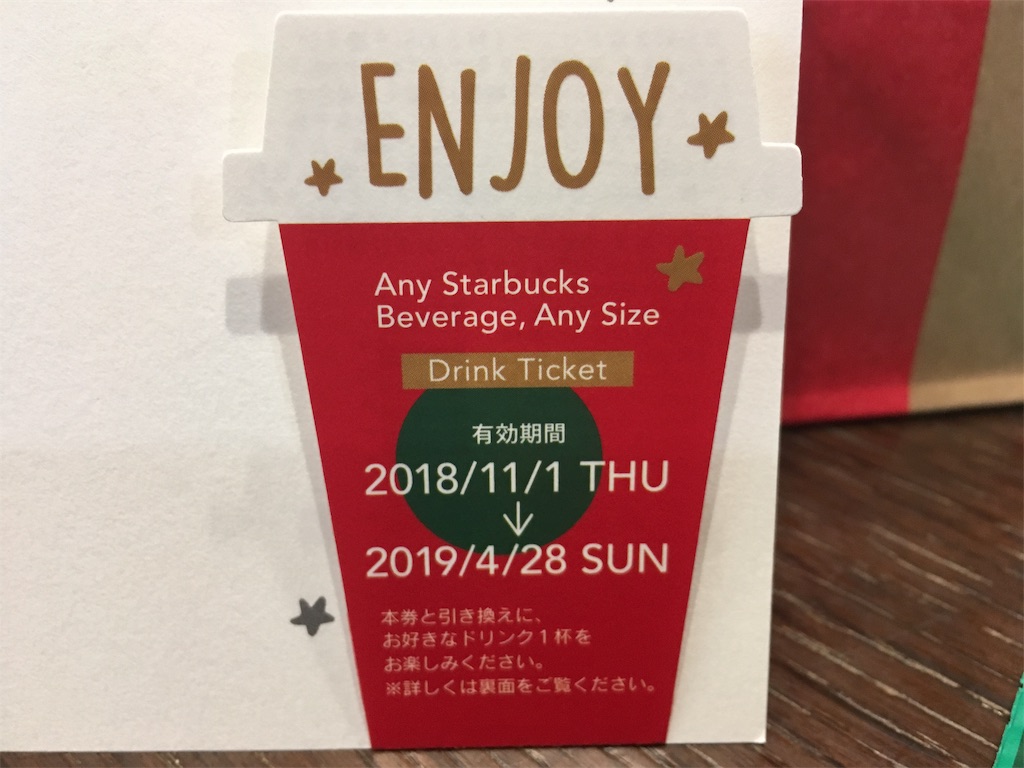 ENJOY
Any Starbucks
Beverage, Any Size
Drink Ticket
有効期間
2018/11/1 THU
↓
2019/4/28 SUN
本券と引き換えに、
お好きなドリンク1杯を
お楽しみください。
※詳しくは裏面をご覧ください。